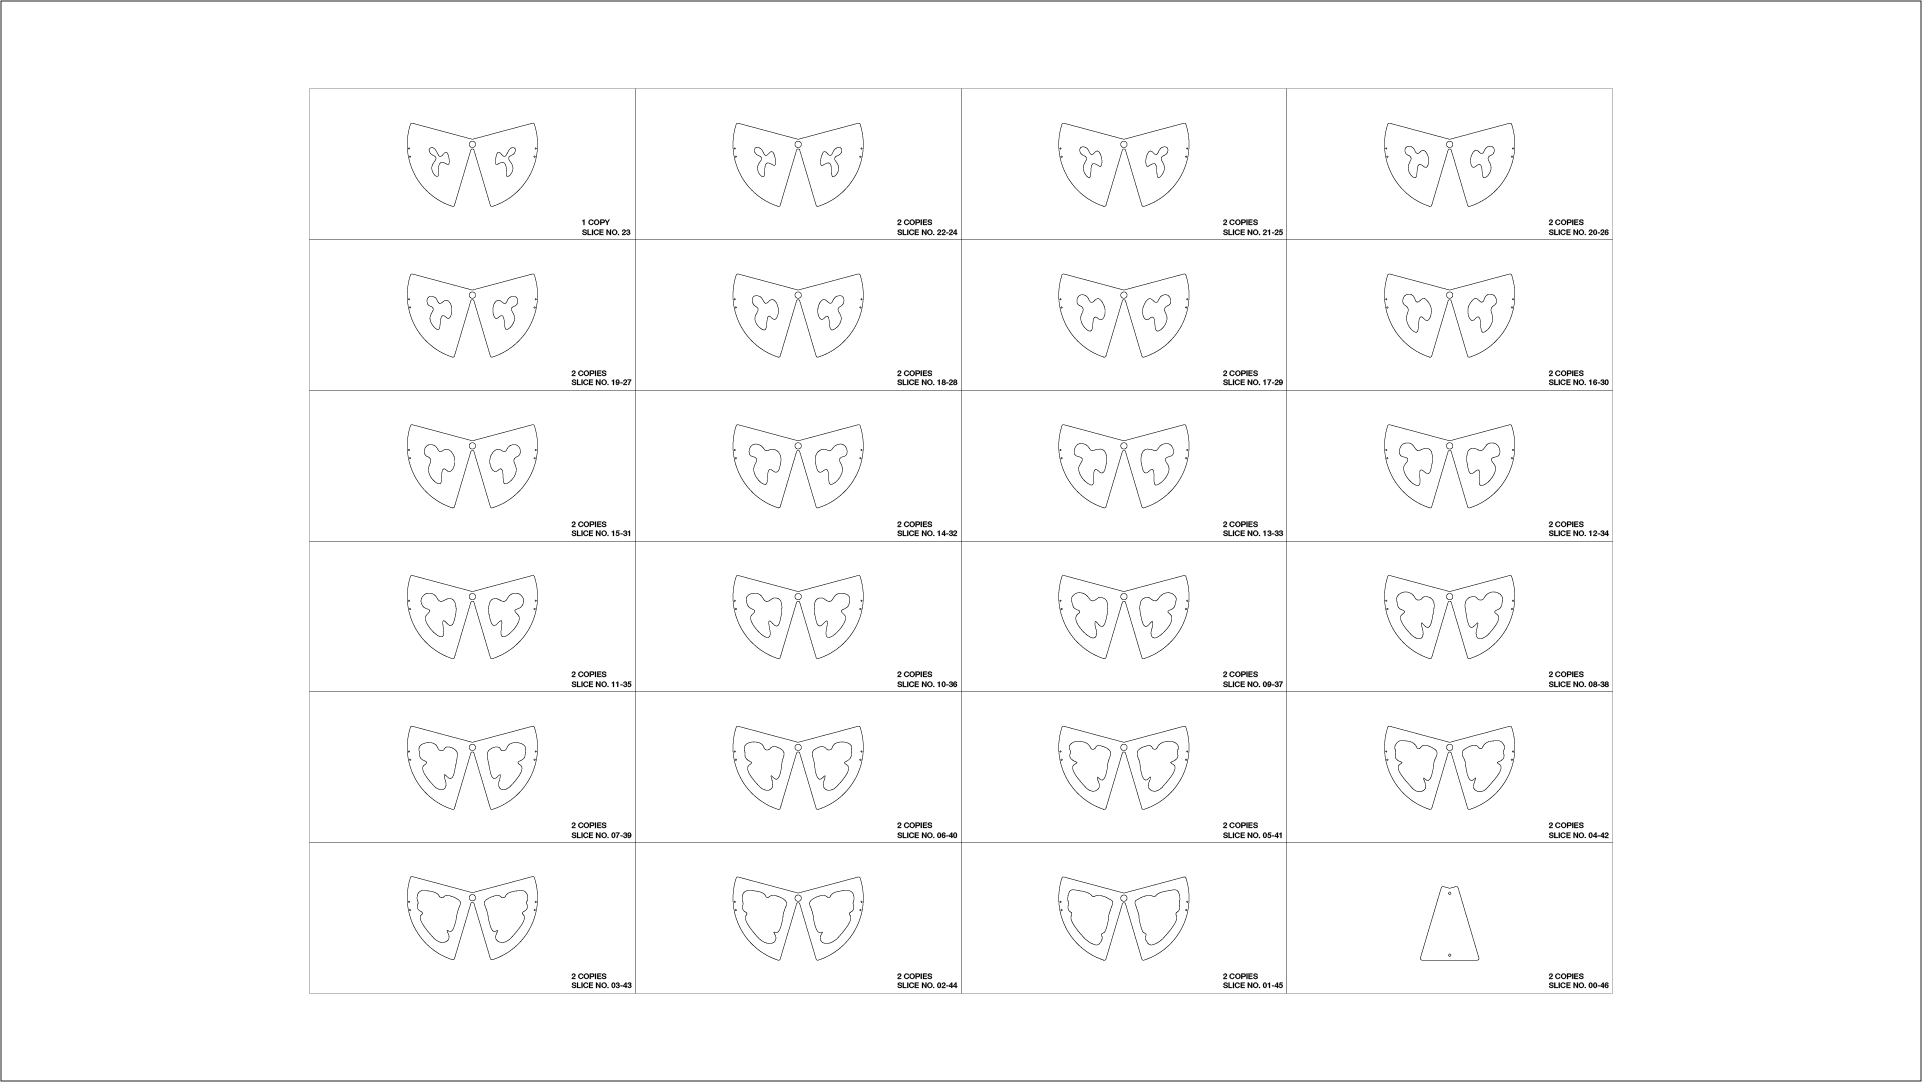 1 COPY
SLICE NO. 23
2 COPIES
SLICE NO. 22-24
2 COPIES
SLICE NO. 21-25
2 COPIES
SLICE NO. 20-26
2 COPIES
SLICE NO. 19-27
2 COPIES
SLICE NO. 18-28
2 COPIES
SLICE NO. 17-29
2 COPIES
SLICE NO. 16-30
2 COPIES
SLICE NO. 15-31
2 COPIES
SLICE NO. 14-32
2 COPIES
SLICE NO. 13-33
2 COPIES
SLICE NO. 12-34
2 COPIES
SLICE NO. 11-35
2 COPIES
SLICE NO. 10-36
2 COPIES
SLICE NO. 09-37
2 COPIES
SLICE NO. 08-38
2 COPIES
SLICE NO. 07-39
2 COPIES
SLICE NO. 06-40
2 COPIES
SLICE NO. 05-41
2 COPIES
SLICE NO. 04-42
2 COPIES
SLICE NO. 03-43
2 COPIES
SLICE NO. 02-44
2 COPIES
SLICE NO. 01-45
2 COPIES
SLICE NO. 00-46